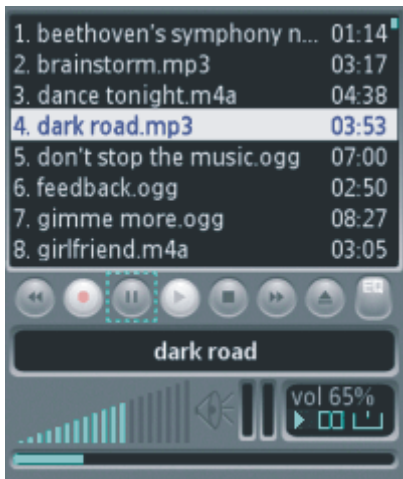 1. beethoven's symphony n... 01:14
2. brainstorm.mp3 03:17
3. dance tonight.m4a 04:38
4. dark road.mp3 03:53
5. don't stop the music.ogg 07:00
6. feedback.ogg 02:50
7. gimme more.ogg 08:27
8. girlfriend.m4a 03:05
EQ
dark road
vol 65%